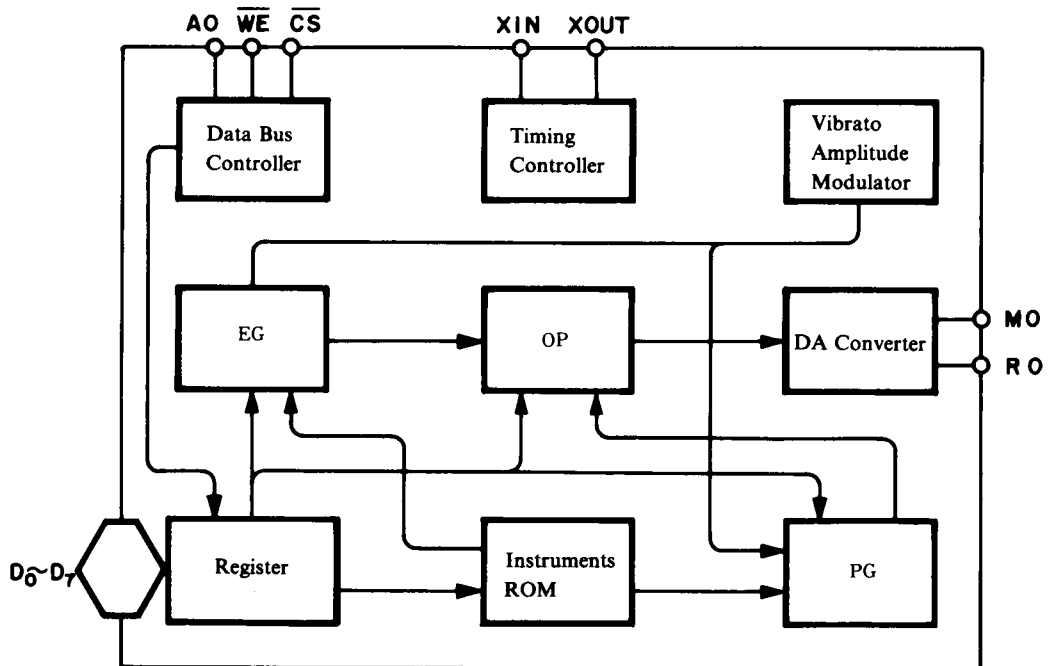 AO WE CS XIN XOUT
Data Bus
Controller
Timing
Controller
Vibrato
Amplitude
Modulator
EG
OP
DA Converter
MO
RO
D0~D7
Register
Instruments
ROM
PG